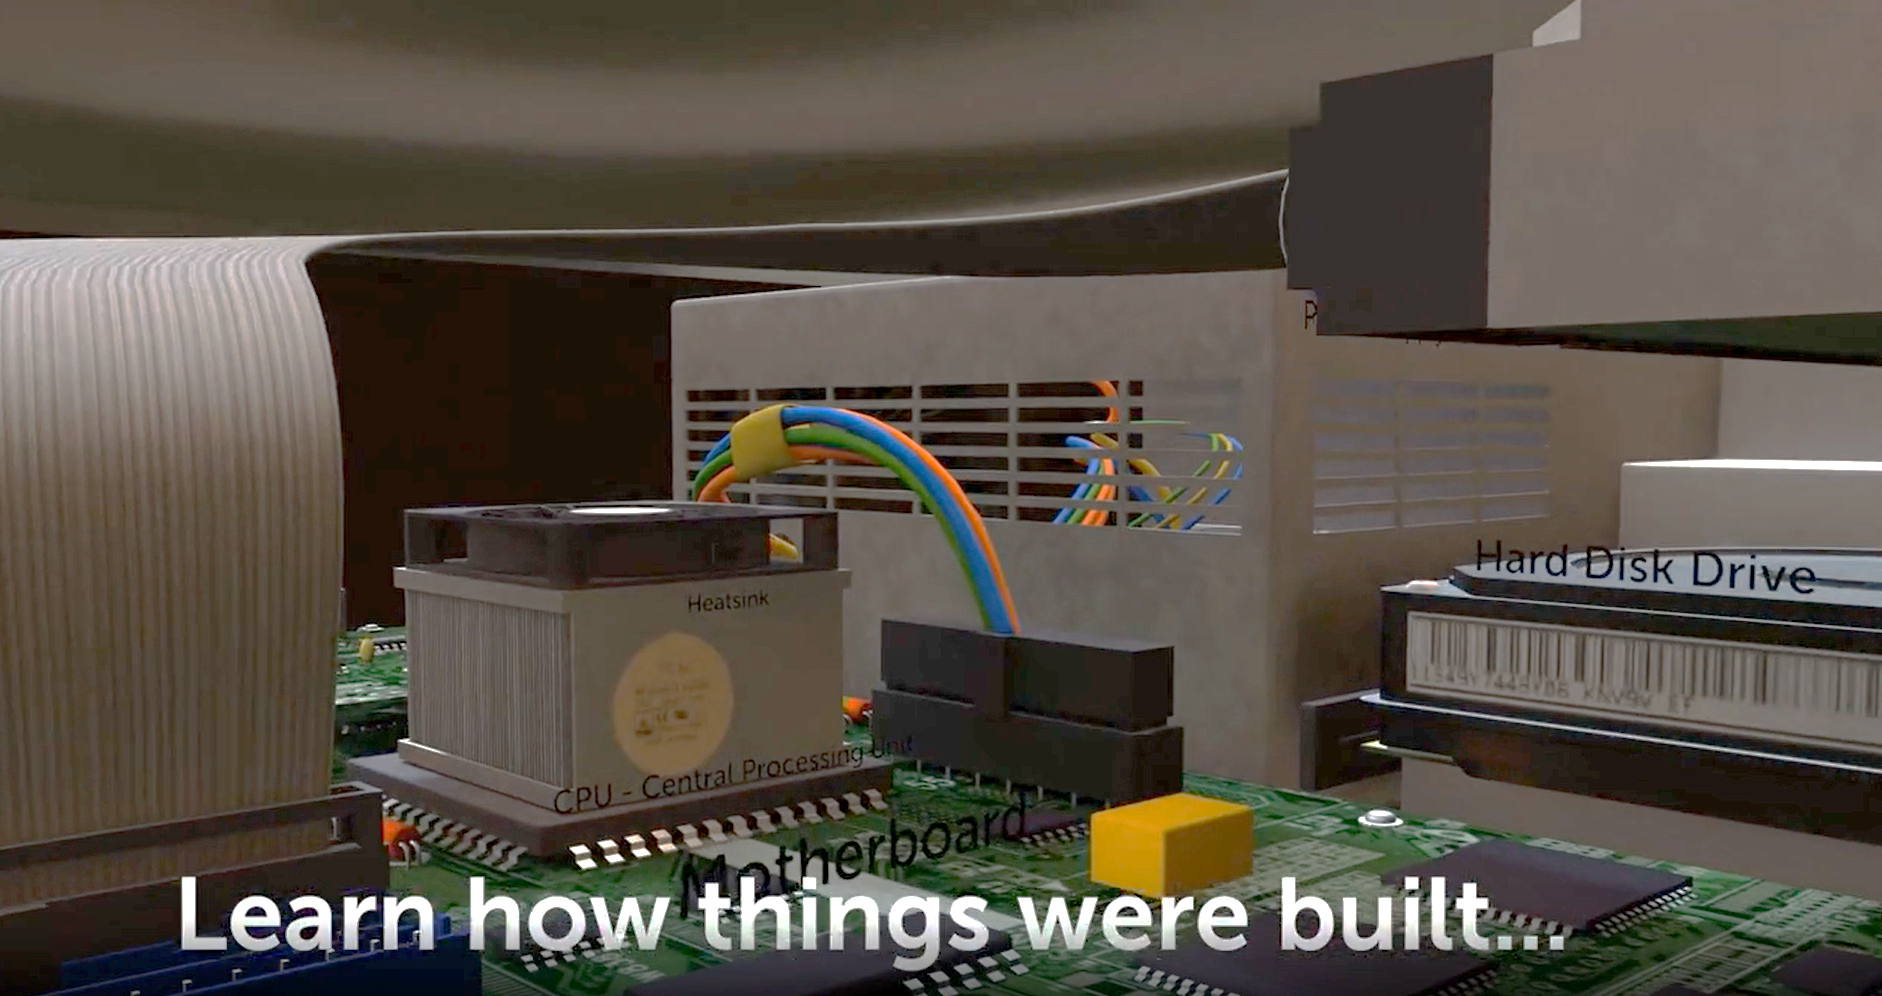 Hard Disk Drive
Heatsink
CPU - Central Processing Unit
Motherboard
Learn how things were built...